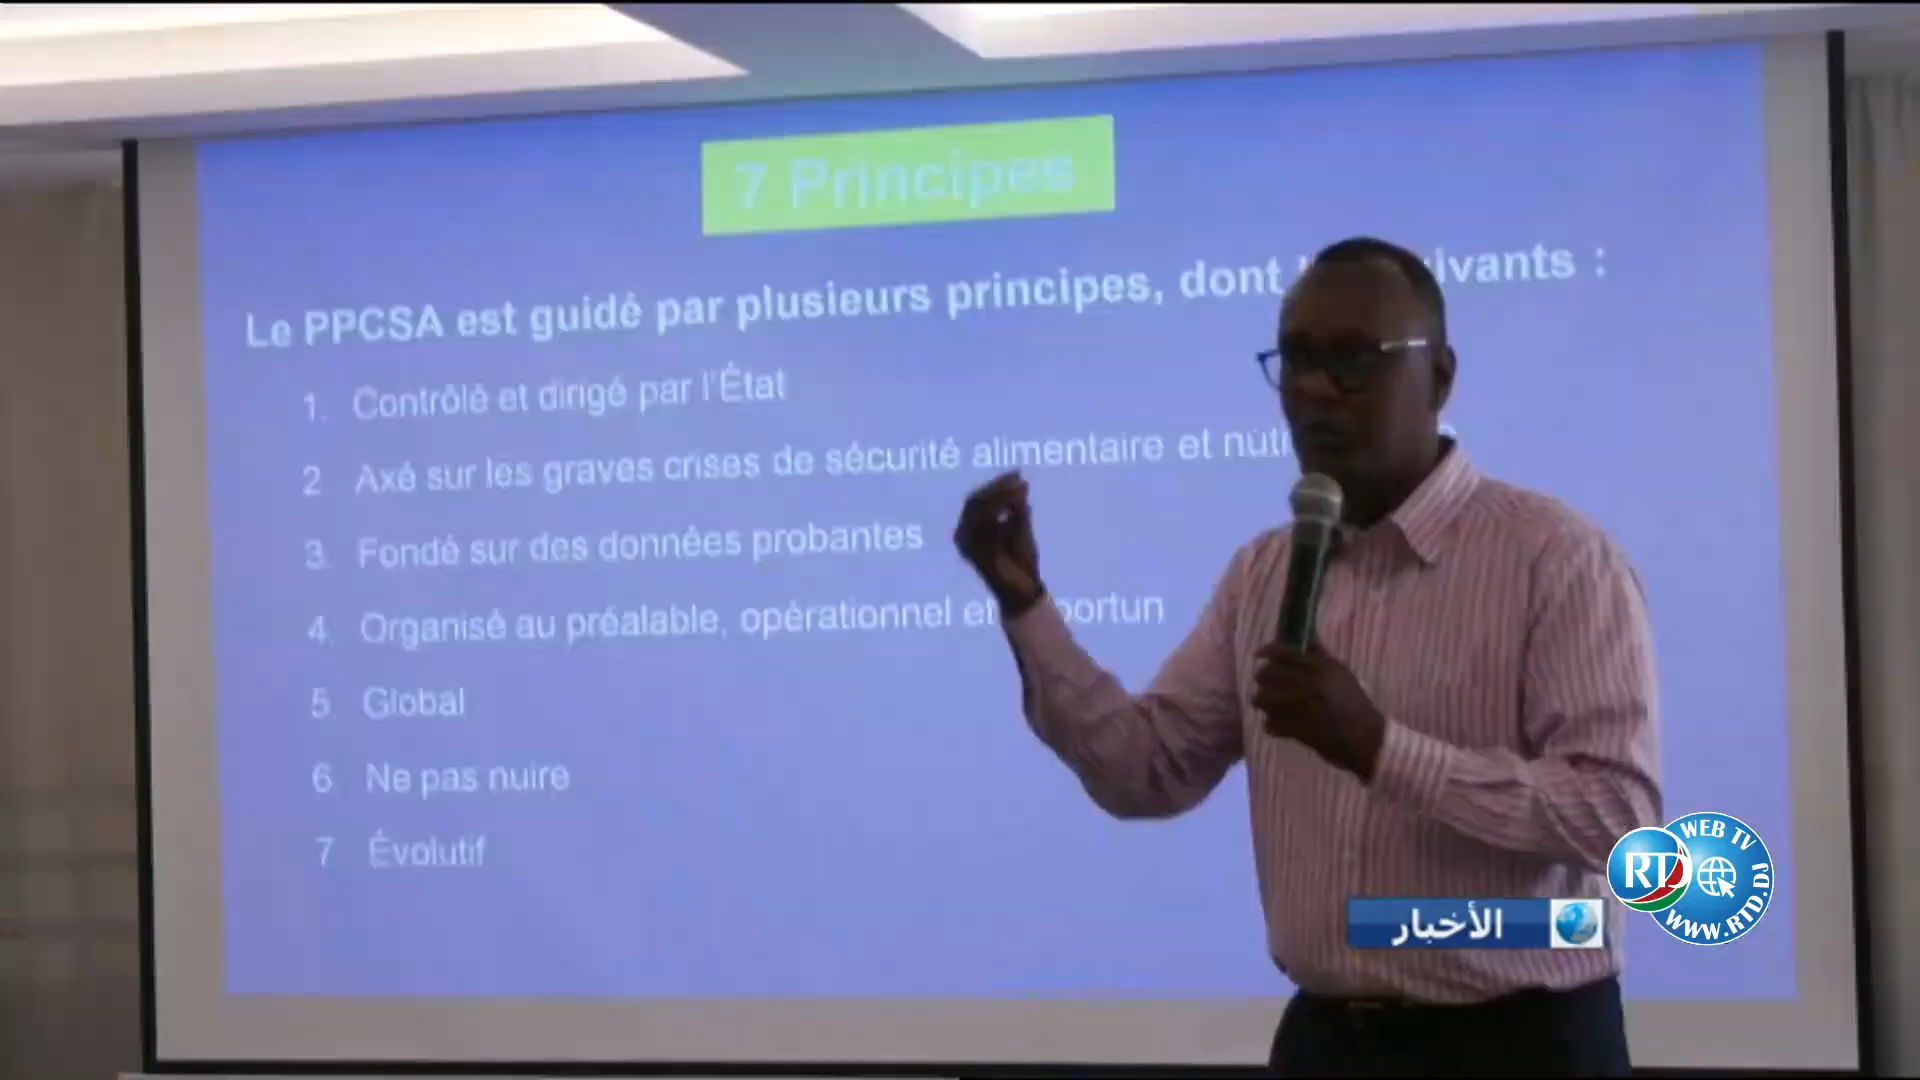 7 Principes
Le PPCSA est guidé par plusieurs principes, dont ivants :
1. Contrôlé et dirigé par l'État
2. Axé sur les graves crises de sécurité alimentaire et
3. Fondé sur des données probantes
4. Organisé au préalable, opérationnel et portun
5. Global
6. Ne pas nuire
7 Évolutif
الأخبار
RTD
WEB TV
WWW.RTD.DJ